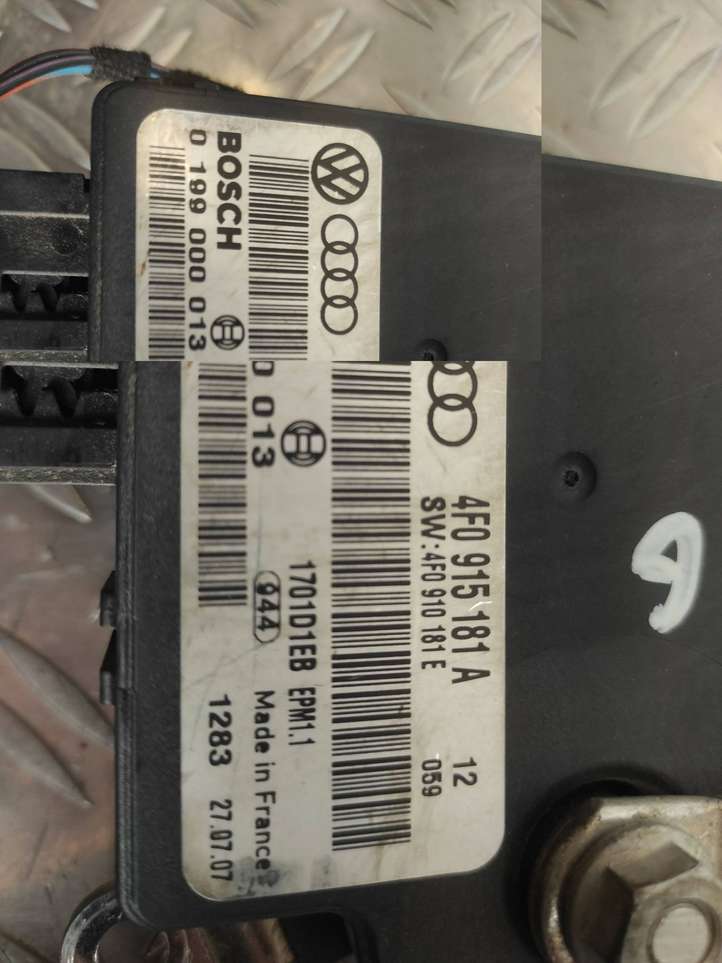 BOSCH
0 199 000 013
0 013
4F0 915 181 A 12
SW:4F0 910 181 E 059
1701D1EB EPM1.1
944 Made in France
1283 27.07.07